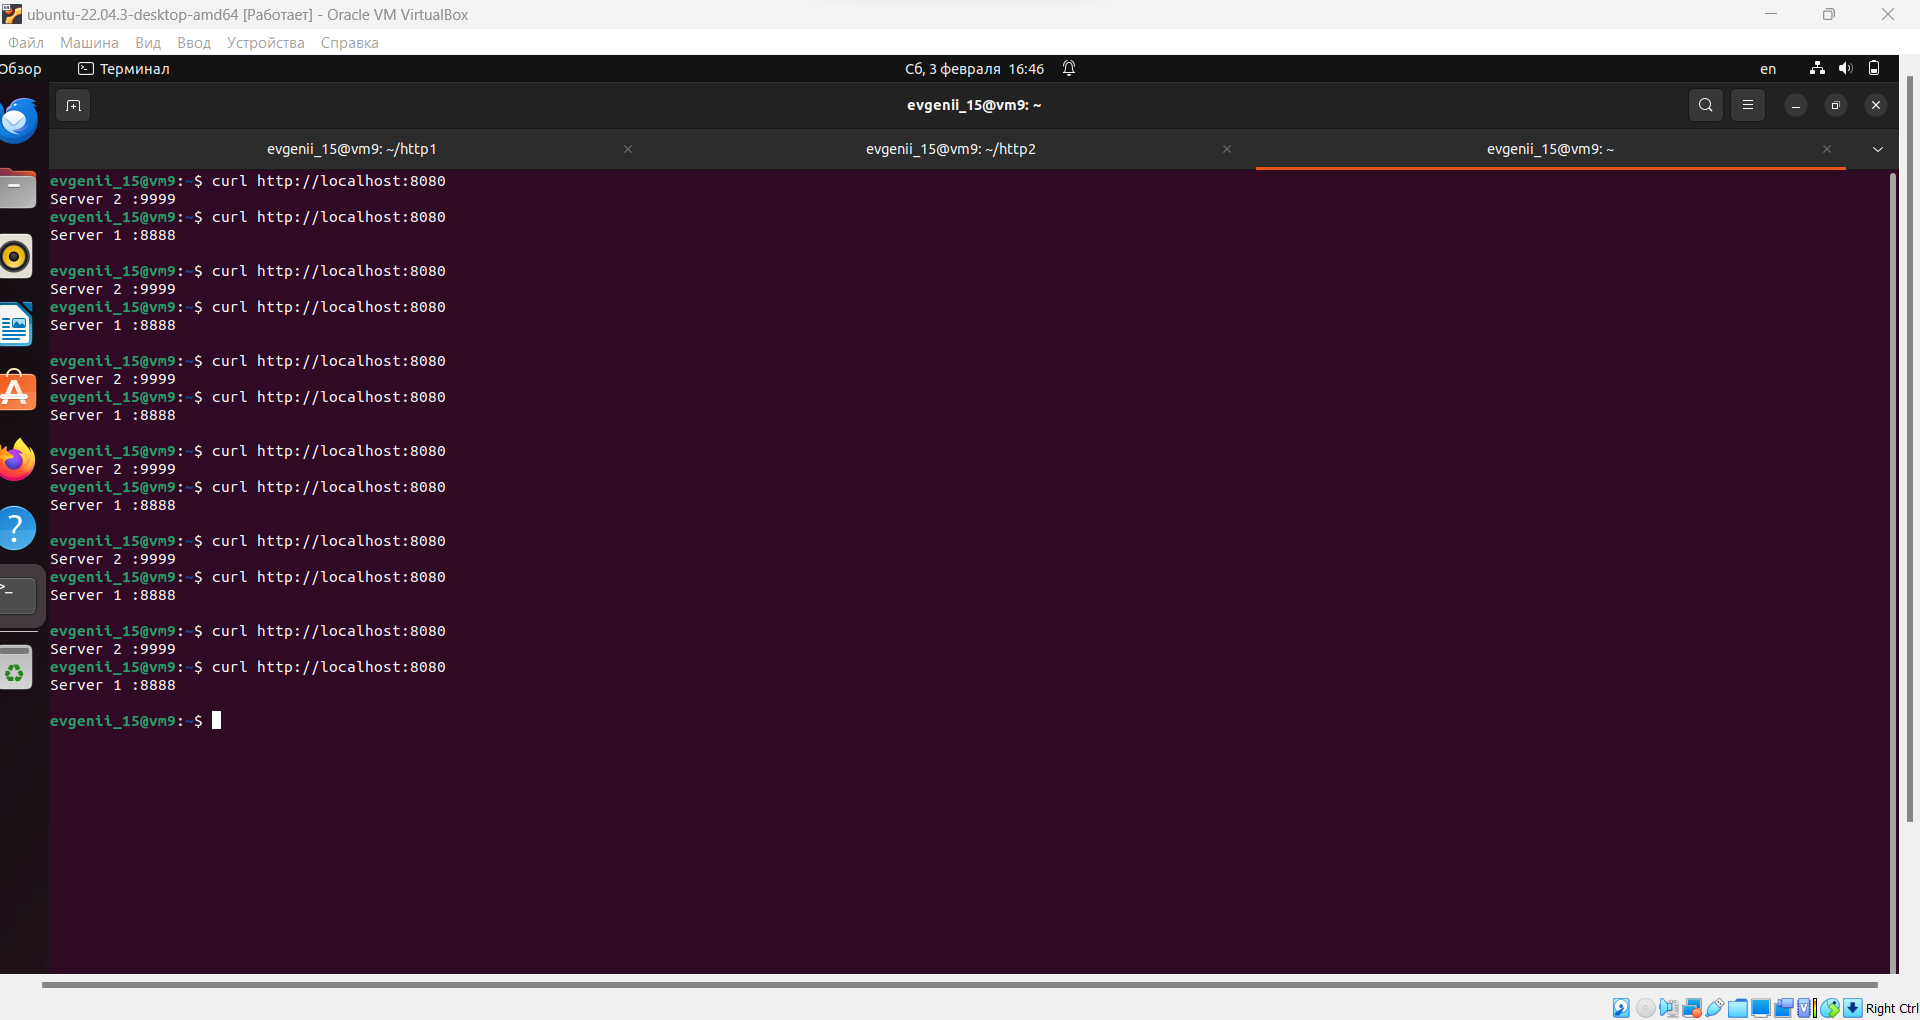 ubuntu-22.04.3-desktop-amd64 [Работает] - Oracle VM VirtualBox
Файл Машина Вид Ввод Устройства Справка
Обзор Терминал Сб, 3 февраля 16:46 en
evgenii_15@vm9: ~
evgenii_15@vm9: ~/http1 evgenii_15@vm9: ~/http2 evgenii_15@vm9: ~
evgenii_15@vm9:~$ curl http://localhost:8080
Server 2 :9999
evgenii_15@vm9:~$ curl http://localhost:8080
Server 1 :8888
evgenii_15@vm9:~$ curl http://localhost:8080
Server 2 :9999
evgenii_15@vm9:~$ curl http://localhost:8080
Server 1 :8888
evgenii_15@vm9:~$ curl http://localhost:8080
Server 2 :9999
evgenii_15@vm9:~$ curl http://localhost:8080
Server 1 :8888
evgenii_15@vm9:~$ curl http://localhost:8080
Server 2 :9999
evgenii_15@vm9:~$ curl http://localhost:8080
Server 1 :8888
evgenii_15@vm9:~$ curl http://localhost:8080
Server 2 :9999
evgenii_15@vm9:~$ curl http://localhost:8080
Server 1 :8888
evgenii_15@vm9:~$ curl http://localhost:8080
Server 2 :9999
evgenii_15@vm9:~$ curl http://localhost:8080
Server 1 :8888
evgenii_15@vm9:~$
Right Ctrl